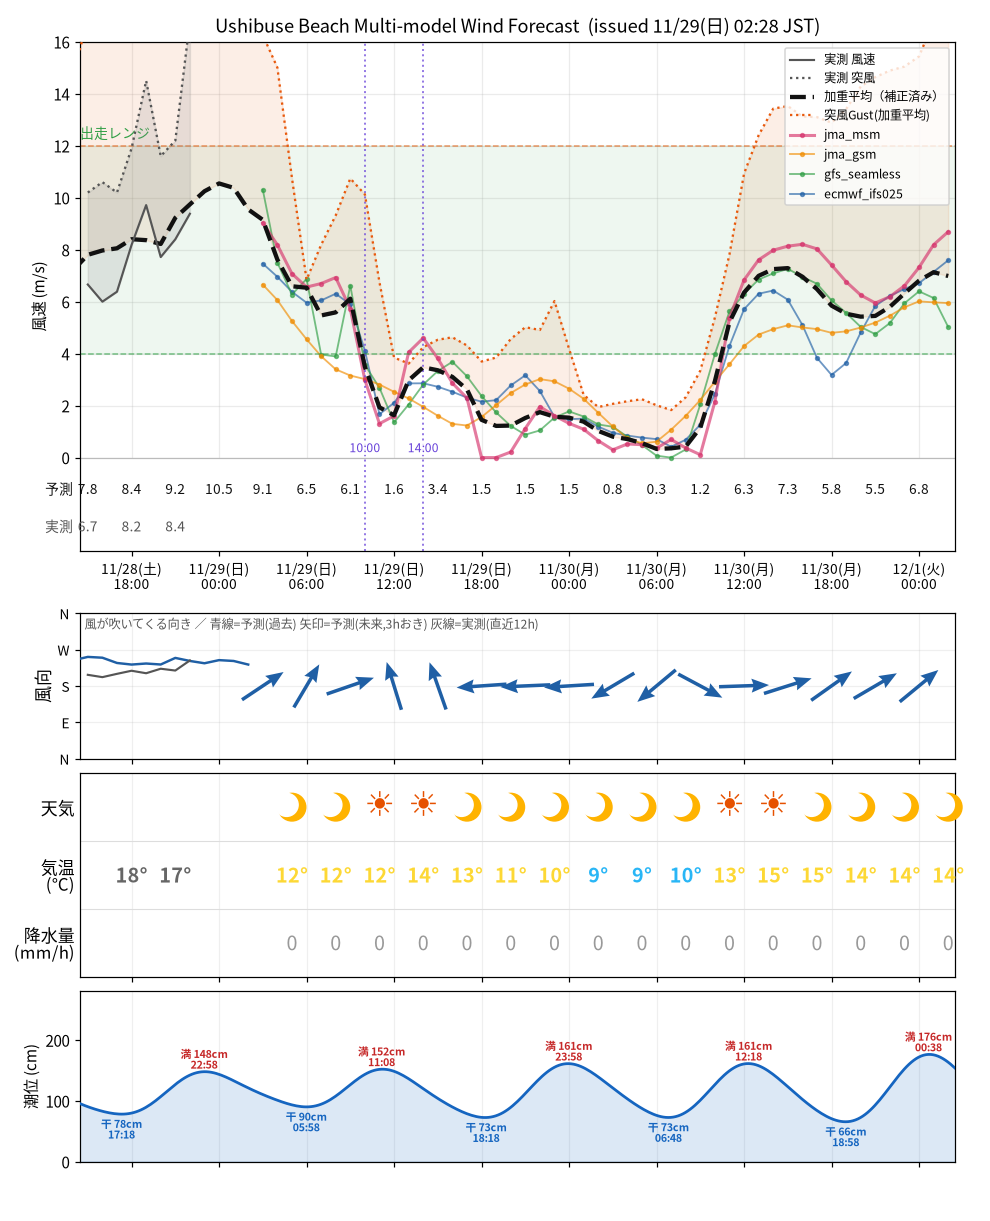 Ushibuse Beach Multi-model Wind Forecast (issued 11/29(日) 02:28 JST)
風速 (m/s)
16
14
12
10
8
6
4
2
0
出走レンジ
実測 風速
実測 突風
加重平均（補正済み）
突風Gust(加重平均)
jma_msm
jma_gsm
gfs_seamless
ecmwf_ifs025
10:00 14:00
予測 7.8 8.4 9.2 10.5 9.1 6.5 6.1 1.6 3.4 1.5 1.5 1.5 0.8 0.3 1.2 6.3 7.3 5.8 5.5 6.8
実測 6.7 8.2 8.4
11/28(土) 11/29(日) 11/29(日) 11/29(日) 11/29(日) 11/30(月) 11/30(月) 11/30(月) 11/30(月) 12/1(火)
18:00 00:00 06:00 12:00 18:00 00:00 06:00 12:00 18:00 00:00
風向
N
W
S
E
N
風が吹いてくる向き ／ 青線=予測(過去) 矢印=予測(未来,3hおき) 灰線=実測(直近12h)
天気
気温
(℃)
18° 17° 12° 12° 12° 14° 13° 11° 10° 9° 9° 10° 13° 15° 15° 14° 14° 14°
降水量
(mm/h)
0 0 0 0 0 0 0 0 0 0 0 0 0 0 0 0
潮位 (cm)
200
100
0
満 148cm
22:58
満 152cm
11:08
満 161cm
23:58
満 161cm
12:18
満 176cm
00:38
干 78cm
17:18
干 90cm
05:58
干 73cm
18:18
干 73cm
06:48
干 66cm
18:58